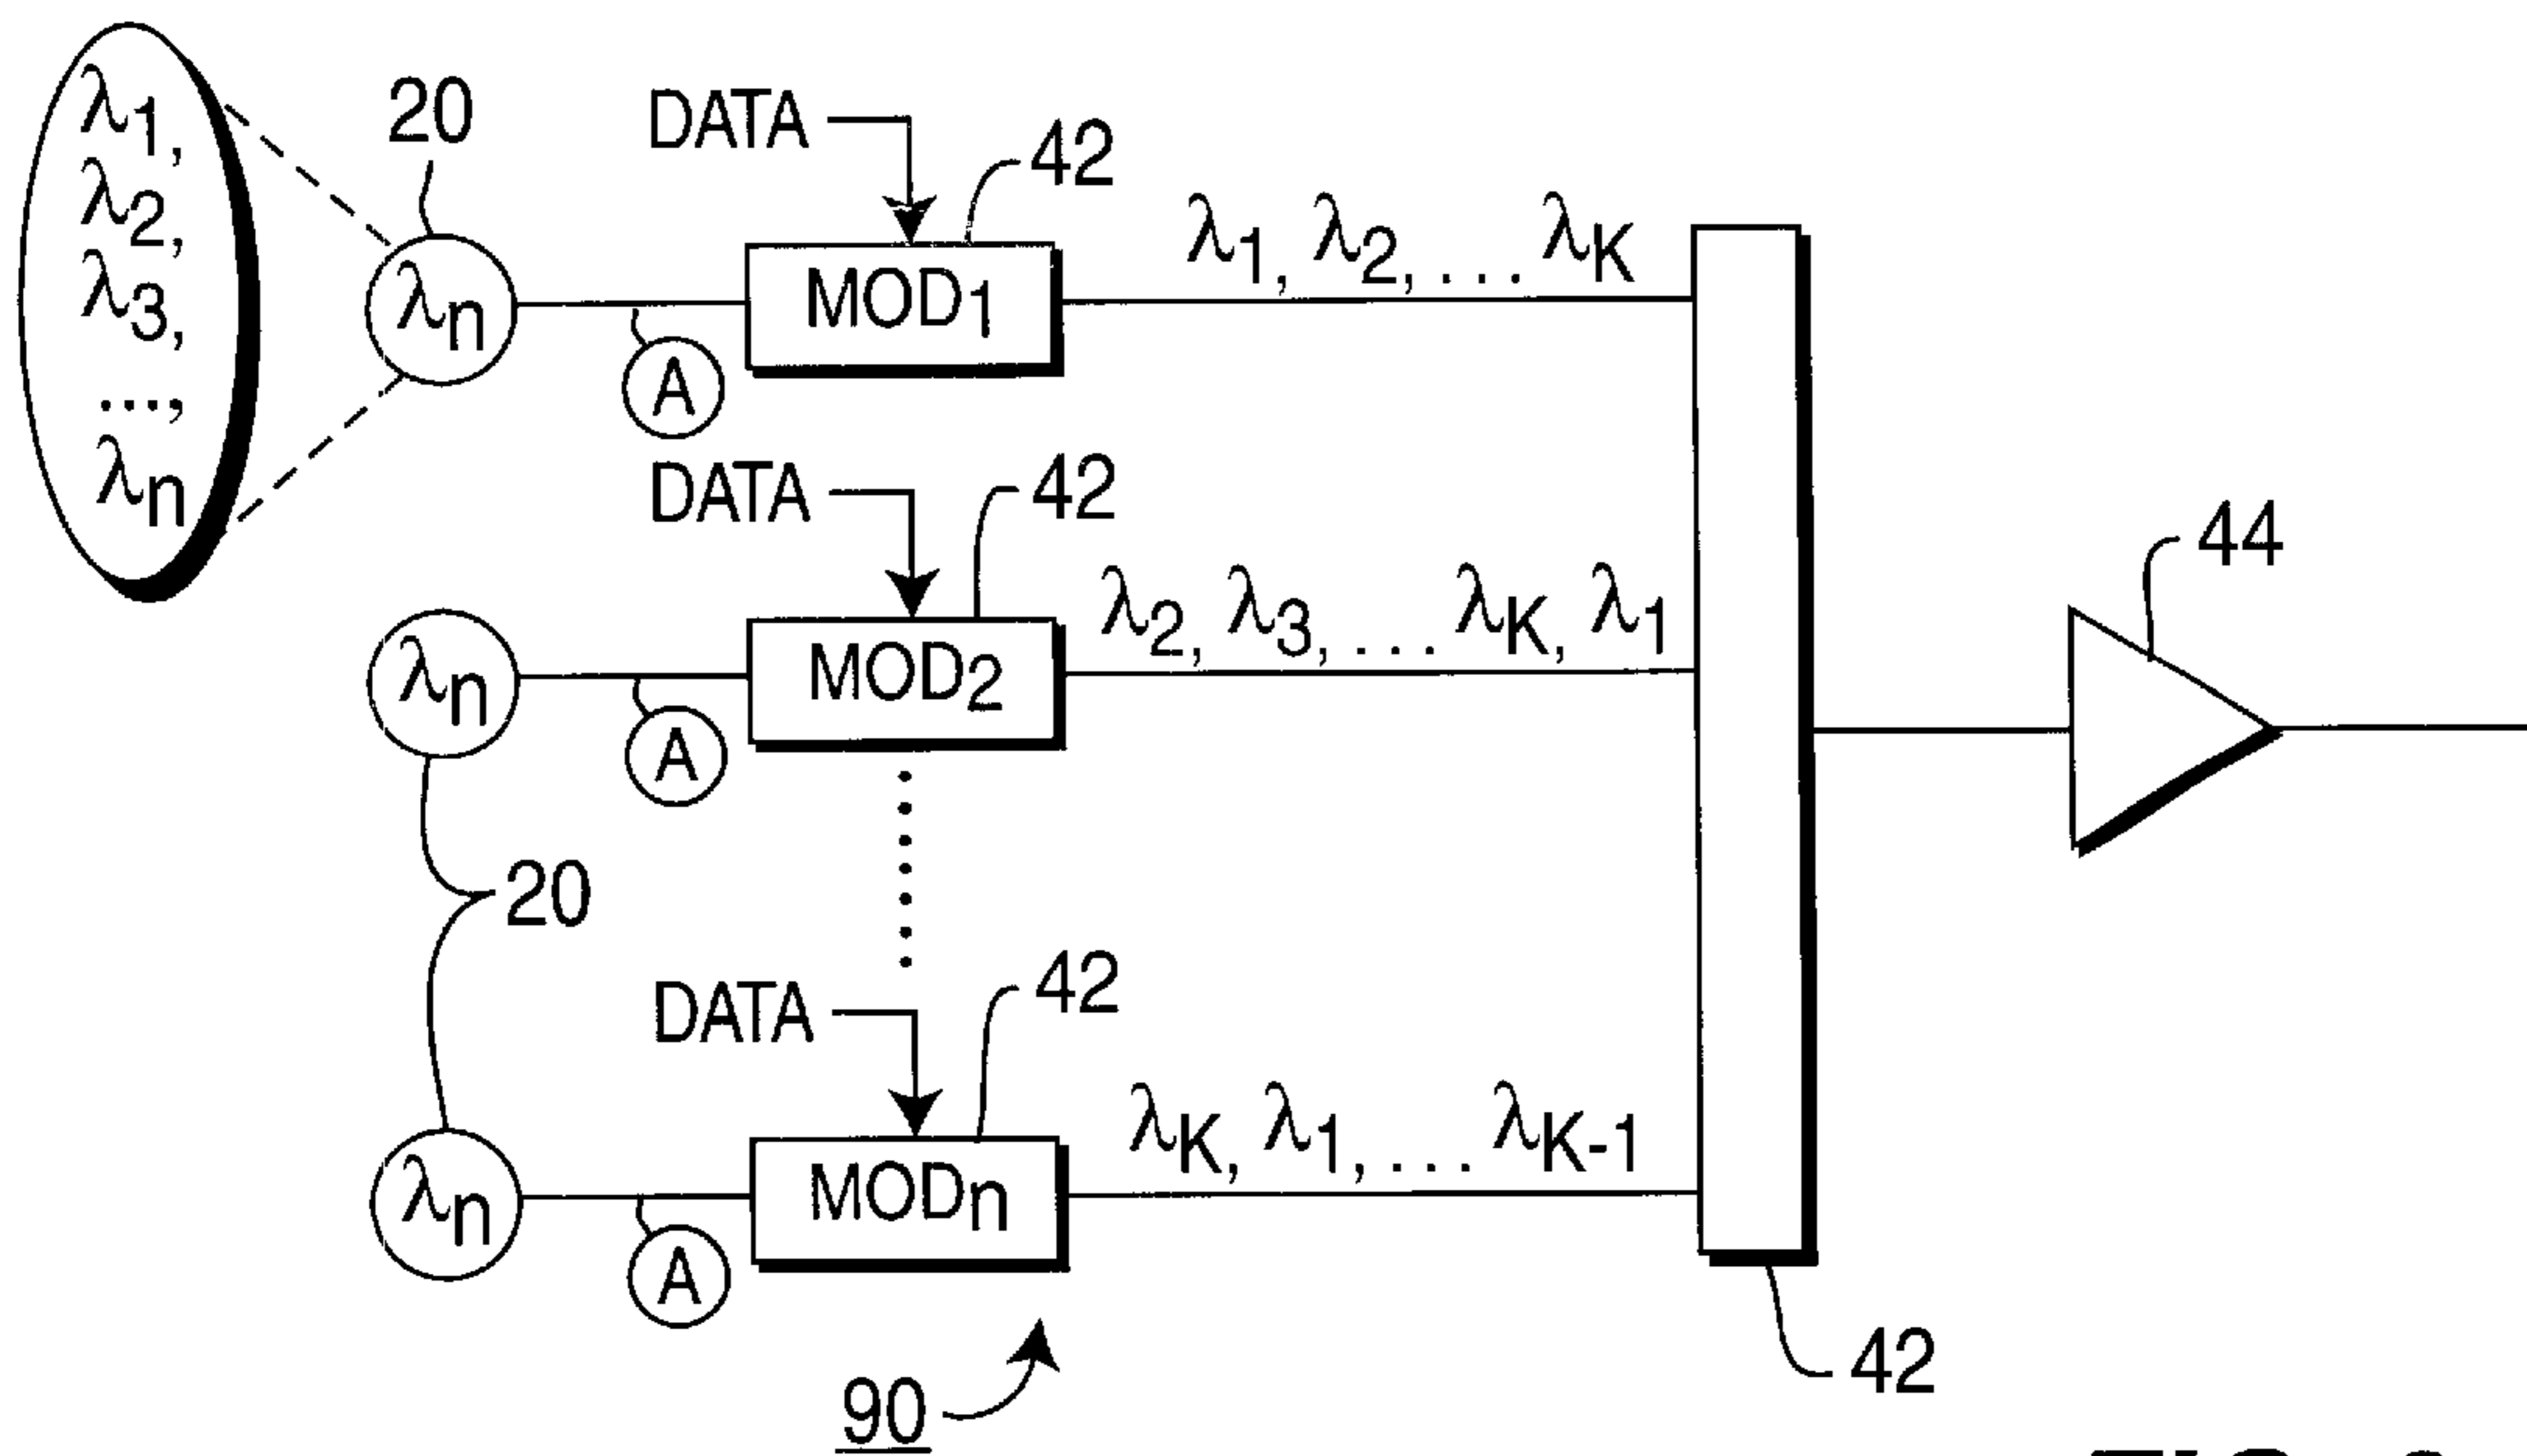 λ1,
λ2,
λ3,
...,
λn
20
λn
DATA
42
MOD1
A
λ1, λ2, ... λK
DATA
42
λn
MOD2
A
λ2, λ3, ... λK, λ1
44
20
DATA
42
λn
MODn
A
λK, λ1, ... λK-1
42
90